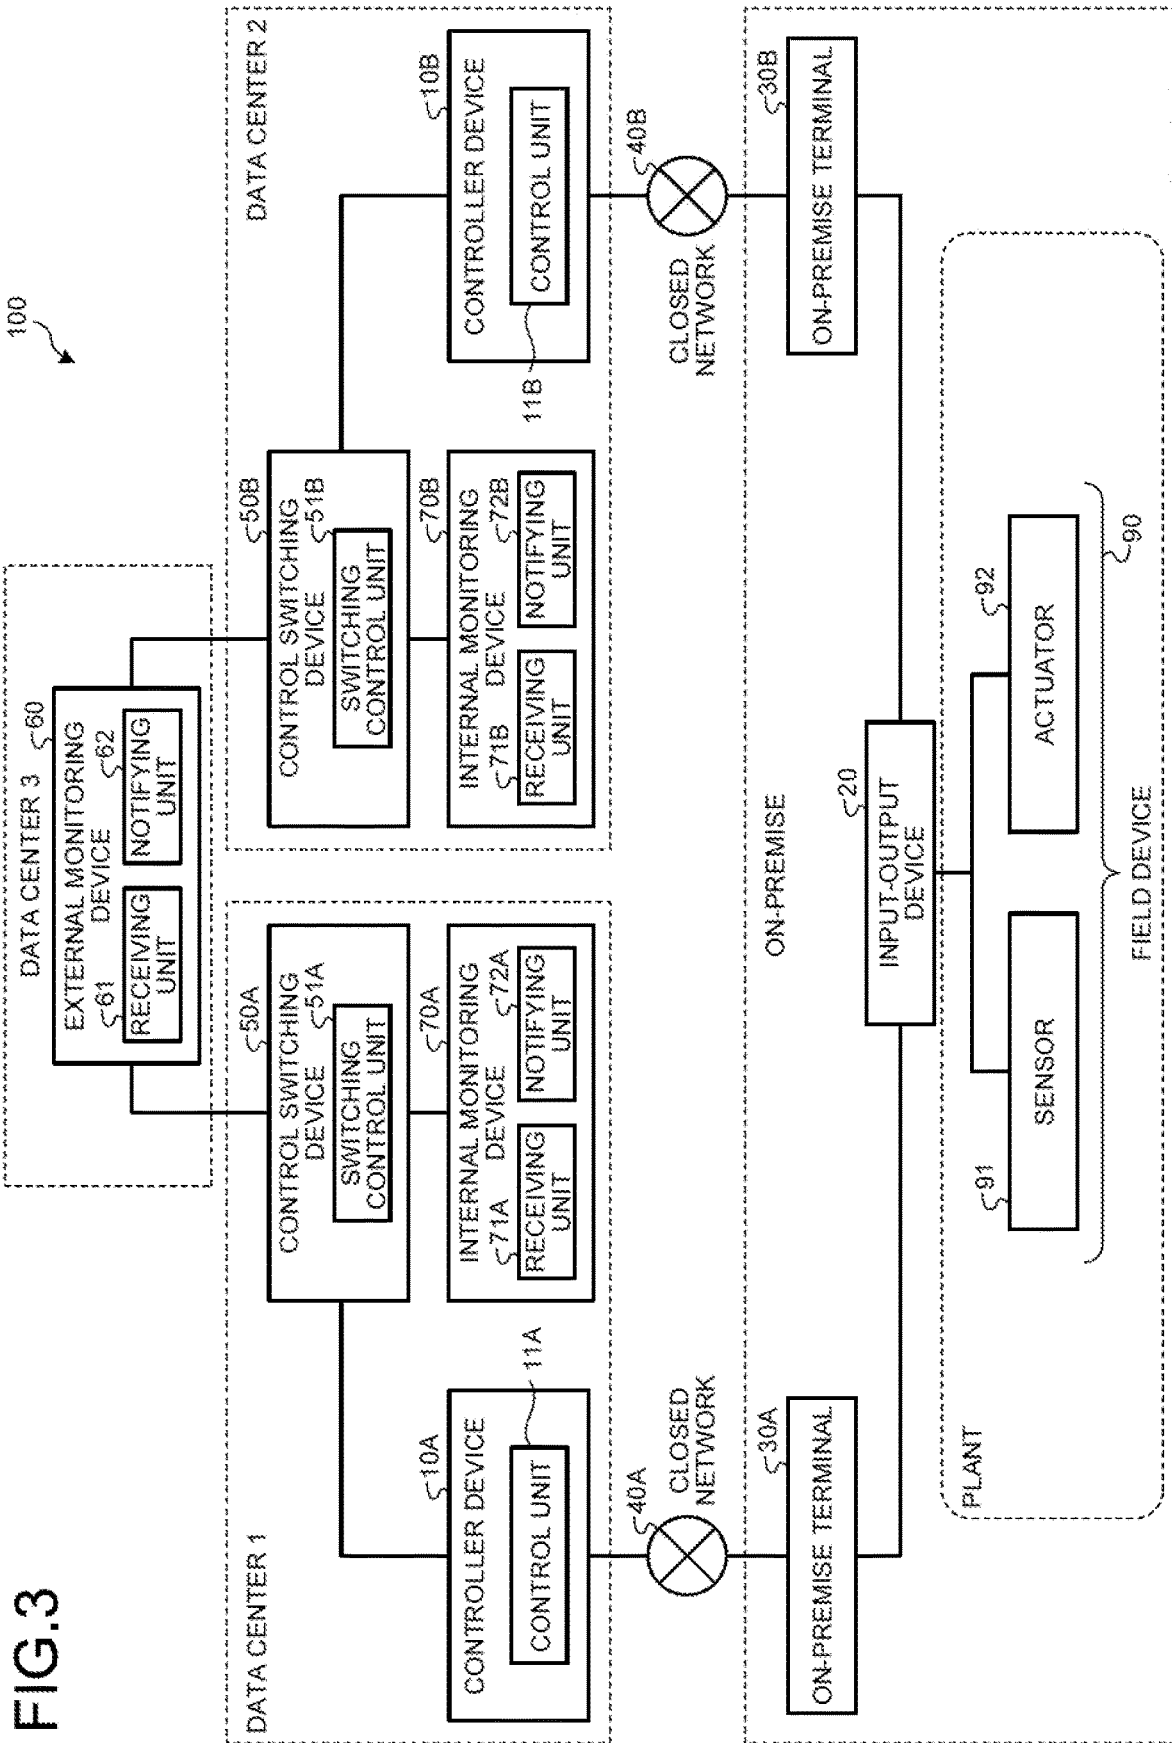 FIG.3
100
DATA CENTER 3
60
EXTERNAL MONITORING
DEVICE
61
62
RECEIVING
UNIT
NOTIFYING
UNIT
DATA CENTER 1
50A
CONTROL SWITCHING
DEVICE
51A
SWITCHING
CONTROL UNIT
10A
CONTROLLER DEVICE
CONTROL UNIT
11A
70A
INTERNAL MONITORING
DEVICE
71A
72A
RECEIVING
UNIT
NOTIFYING
UNIT
DATA CENTER 2
50B
CONTROL SWITCHING
DEVICE
51B
SWITCHING
CONTROL UNIT
70B
INTERNAL MONITORING
DEVICE
71B
72B
RECEIVING
UNIT
NOTIFYING
UNIT
10B
CONTROLLER DEVICE
CONTROL UNIT
11B
40A
CLOSED
NETWORK
CLOSED
NETWORK
40B
ON-PREMISE
30A
ON-PREMISE TERMINAL
30B
ON-PREMISE TERMINAL
20
INPUT-OUTPUT
DEVICE
PLANT
91
SENSOR
92
ACTUATOR
90
FIELD DEVICE